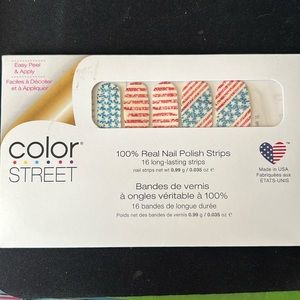 Easy Peel
& Apply
Faciles à Décoller
et à Appliquer
color
STREET
100% Real Nail Polish Strips
16 long-lasting strips
nail strips net wt 0.99 g / 0.035 oz ℮
Bandes de vernis
à ongles véritable à 100%
16 bandes de longue durée
Poids net des bandes de vernis 0.99 g / 0.035 oz ℮
Made in USA
Fabriquées aux
ÉTATS-UNIS